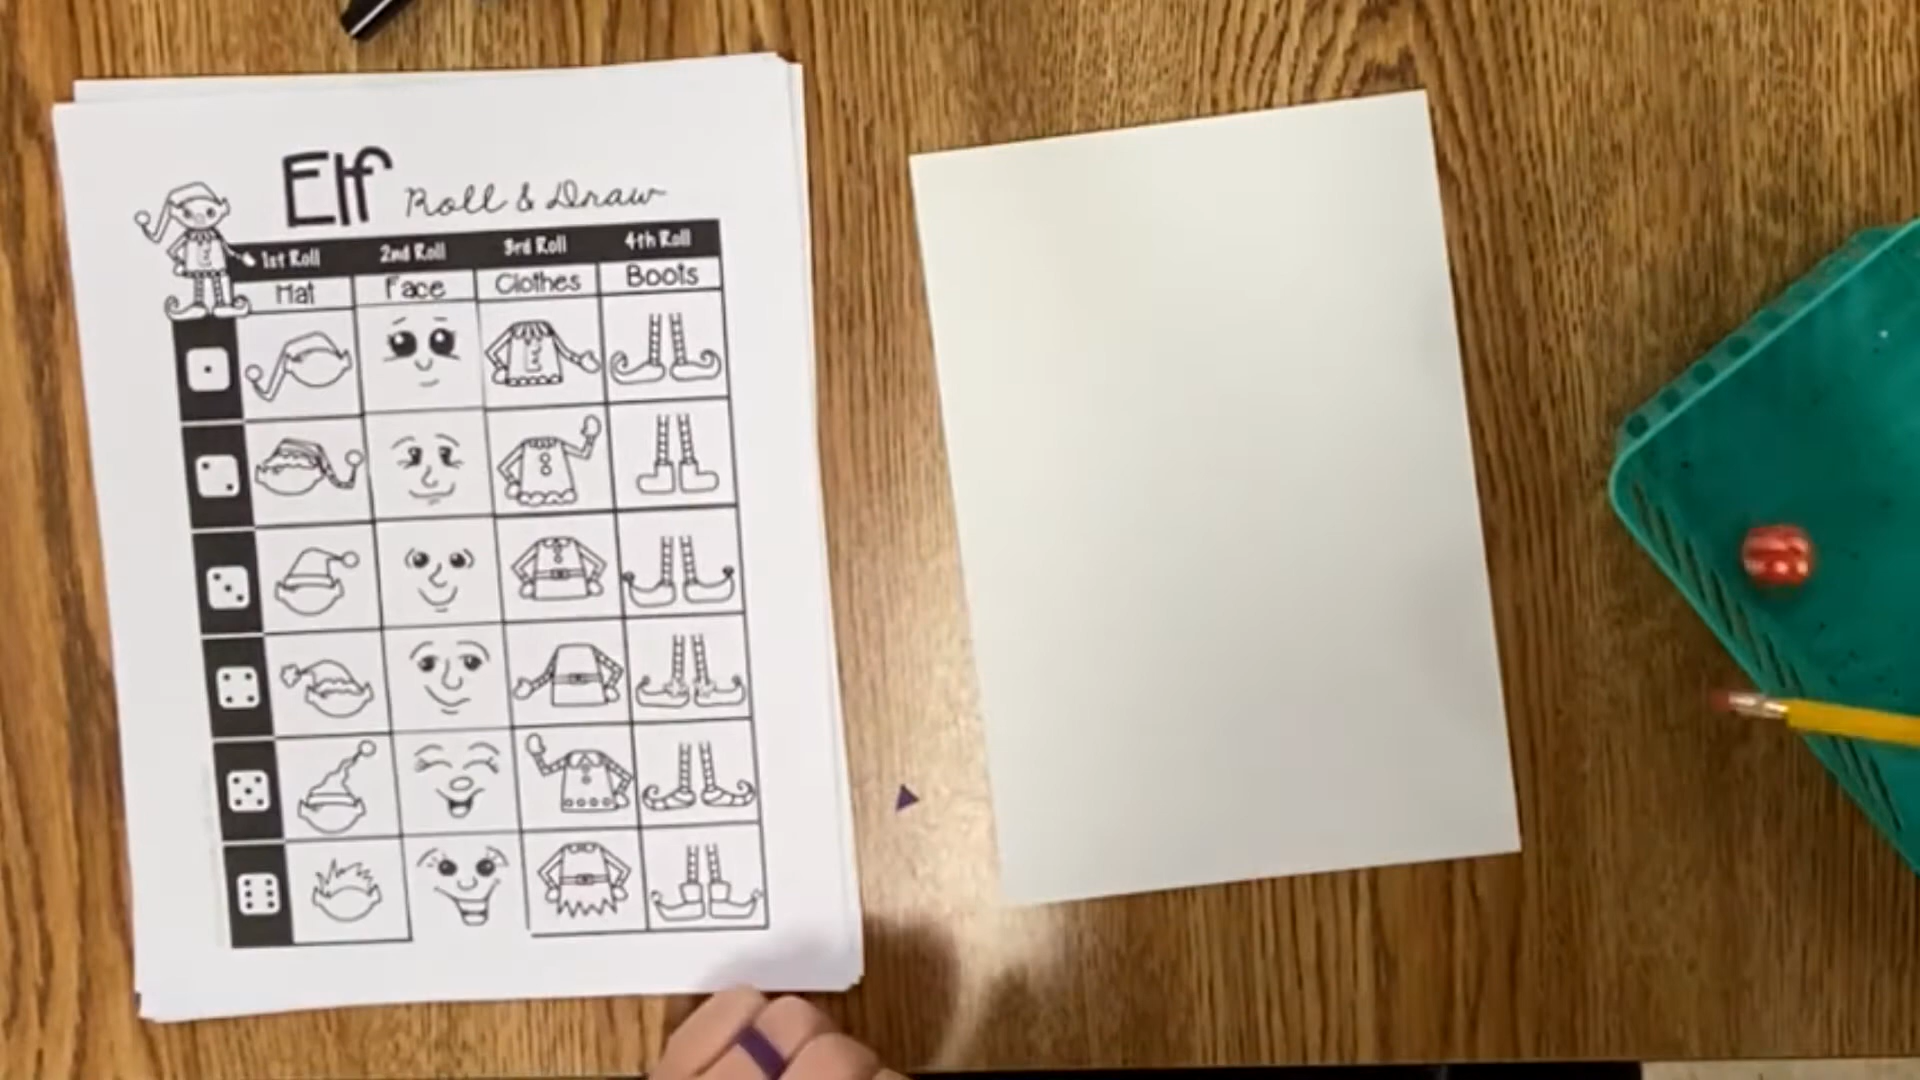 Elf Roll & Draw
1st Roll 2nd Roll 3rd Roll 4th Roll
Hat Face Clothes Boots